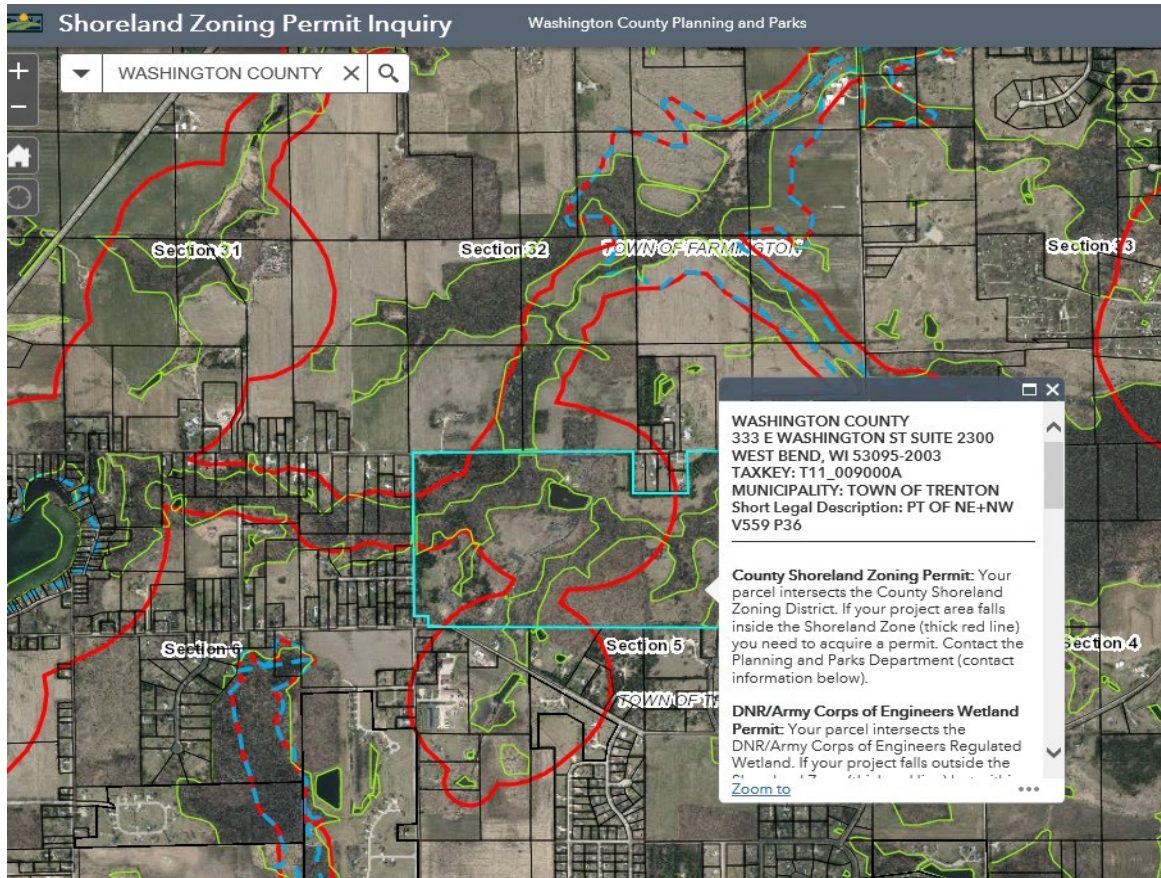 Shoreland Zoning Permit Inquiry
Washington County Planning and Parks
+
WASHINGTON COUNTY
−
Section 31
Section 32
TOWN OF FARMINGTON
Section 33
WASHINGTON COUNTY
333 E WASHINGTON ST SUITE 2300
WEST BEND, WI 53095-2003
TAXKEY: T11_009000A
MUNICIPALITY: TOWN OF TRENTON
Short Legal Description: PT OF NE+NW
V559 P36
County Shoreland Zoning Permit: Your
parcel intersects the County Shoreland
Zoning District. If your project area falls
inside the Shoreland Zone (thick red line)
you need to acquire a permit. Contact the
Planning and Parks Department (contact
information below).
DNR/Army Corps of Engineers Wetland
Permit: Your parcel intersects the
DNR/Army Corps of Engineers Regulated
Wetland. If your project falls outside the
Zoom to
Section 6
Section 5
Section 4
TOWN OF